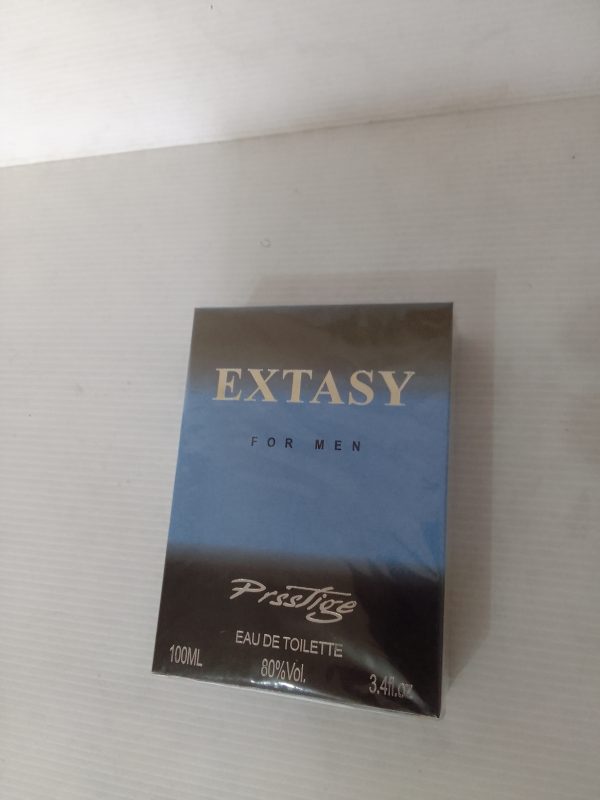 EXTASY
FOR MEN
Prsstige
EAU DE TOILETTE
100ML
80%Vol.
3.4fl.oz